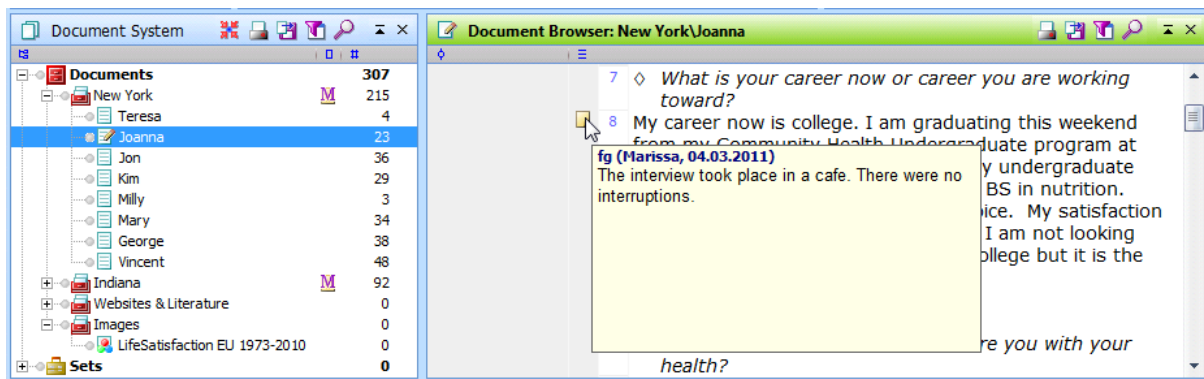 Document System
Documents 307
New York M 215
Teresa 4
Joanna 23
Jon 36
Kim 29
Milly 3
Mary 34
George 38
Vincent 48
Indiana M 92
Websites & Literature 0
Images 0
LifeSatisfaction EU 1973-2010 0
Sets 0
Document Browser: New York\Joanna
7 ◊ What is your career now or career you are working
toward?
8 My career now is college. I am graduating this weekend
from my Community Health Undergraduate program at
y undergraduate
BS in nutrition.
My satisfaction
I am not looking
ollege but it is the
fg (Marissa, 04.03.2011)
The interview took place in a cafe. There were no
interruptions.
re you with your
health?